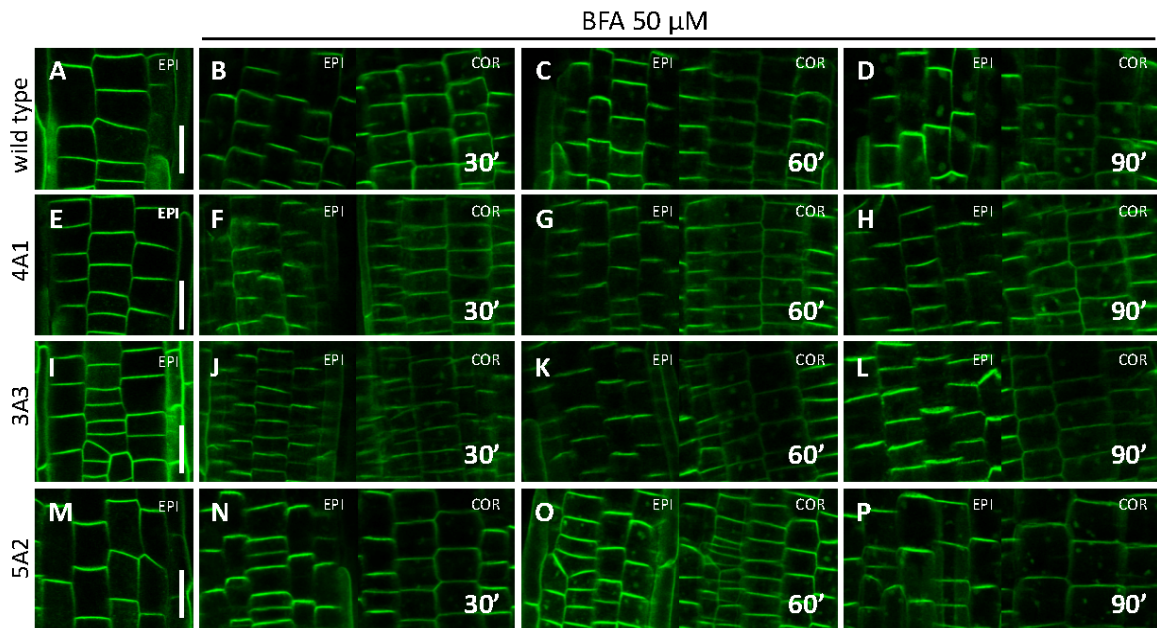 BFA 50 µM
wild type
A EPI B EPI COR 30’ C EPI COR 60’ D EPI COR 90’
4A1
E EPI F EPI COR 30’ G EPI COR 60’ H EPI COR 90’
3A3
I EPI J EPI COR 30’ K EPI COR 60’ L EPI COR 90’
5A2
M EPI N EPI COR 30’ O EPI COR 60’ P EPI COR 90’